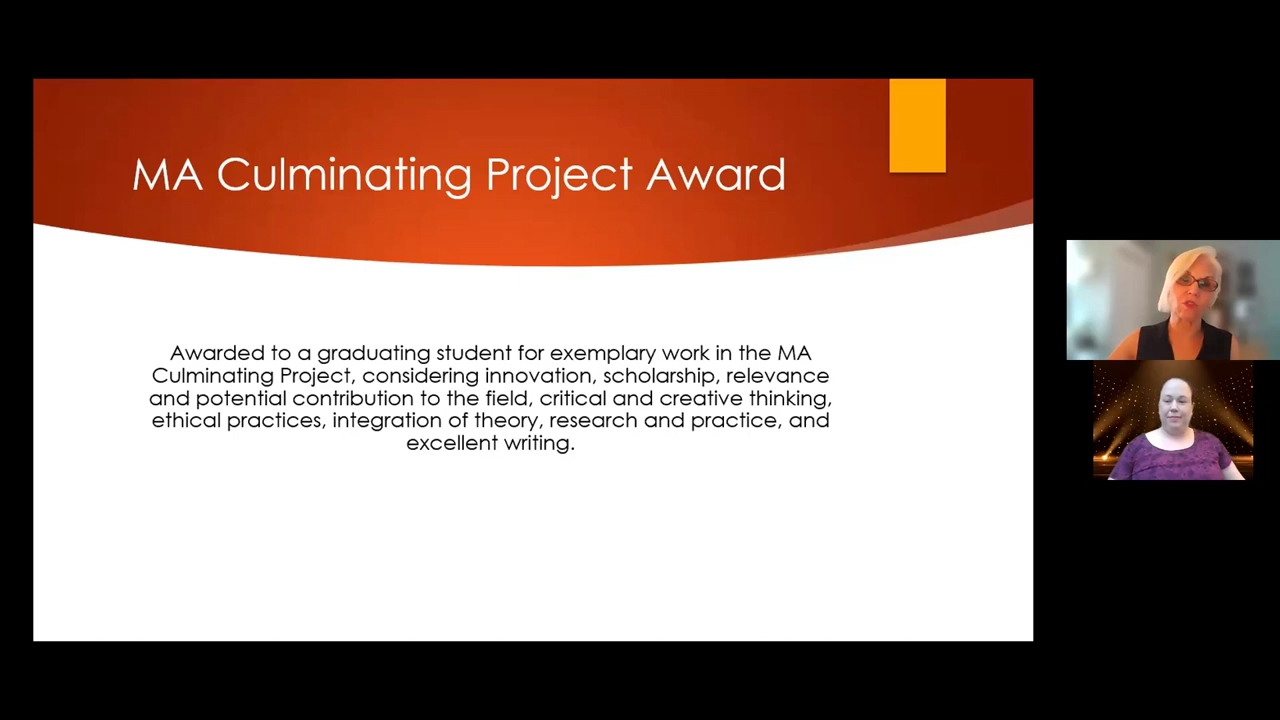 MA Culminating Project Award
Awarded to a graduating student for exemplary work in the MA
Culminating Project, considering innovation, scholarship, relevance
and potential contribution to the field, critical and creative thinking,
ethical practices, integration of theory, research and practice, and
excellent writing.